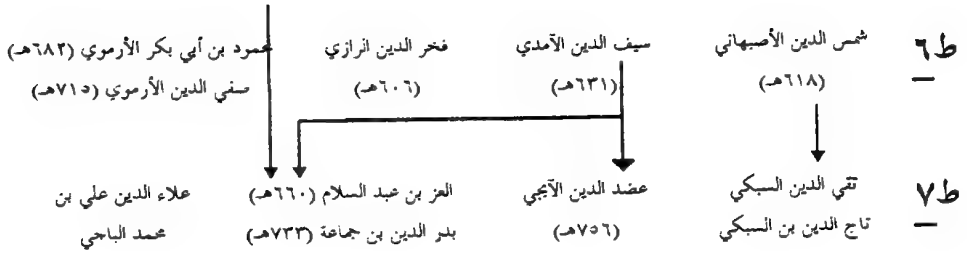 ط٦ شمس الدين الأصبهاني سيف الدين الآمدي فخر الدين انرازي محمود بن أبي بكر الأرموي (٦٨٢هـ)
(٦١٨هـ) (٦٣١هـ) (٦٠٦هـ) صفي الدين الأرموي (٧١٥هـ)
ط٧ تقي الدين السبكي عضد الدين الآيجي العز بن عبد السلام (٦٦٠هـ) علاء الدين علي بن
تاج الدين بن السبكي (٧٥٦هـ) بدر الدين بن جماعة (٧٣٣هـ) محمد الباجي